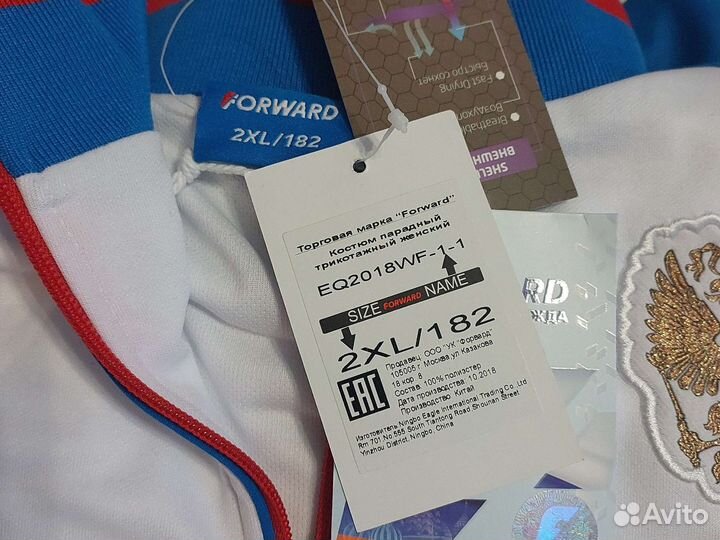 FORWARD
2XL/182
Торговая марка "Forward"
Костюм парадный
трикотажный женский
EQ2018WF-1-1
SIZE FORWARD NAME
2XL/182
Продавец: ООО "УК "Форвард"
105005 г. Москва,ул Казакова
18 кор. 8
Состав: 100% полиэстер
Дата производства: 10.2018
Производство: Китай
EAC
Изготовитель Ningbo Eagle International Trading Co. Ltd
Rm 701 No.555 South Tiantong Road,Shounan Street
Yinzhou District, Ningbo, China
Fast Drying
Быстро сохнет
Breathable
SHELL
ВНЕШН
RD
ЖДА
Avito